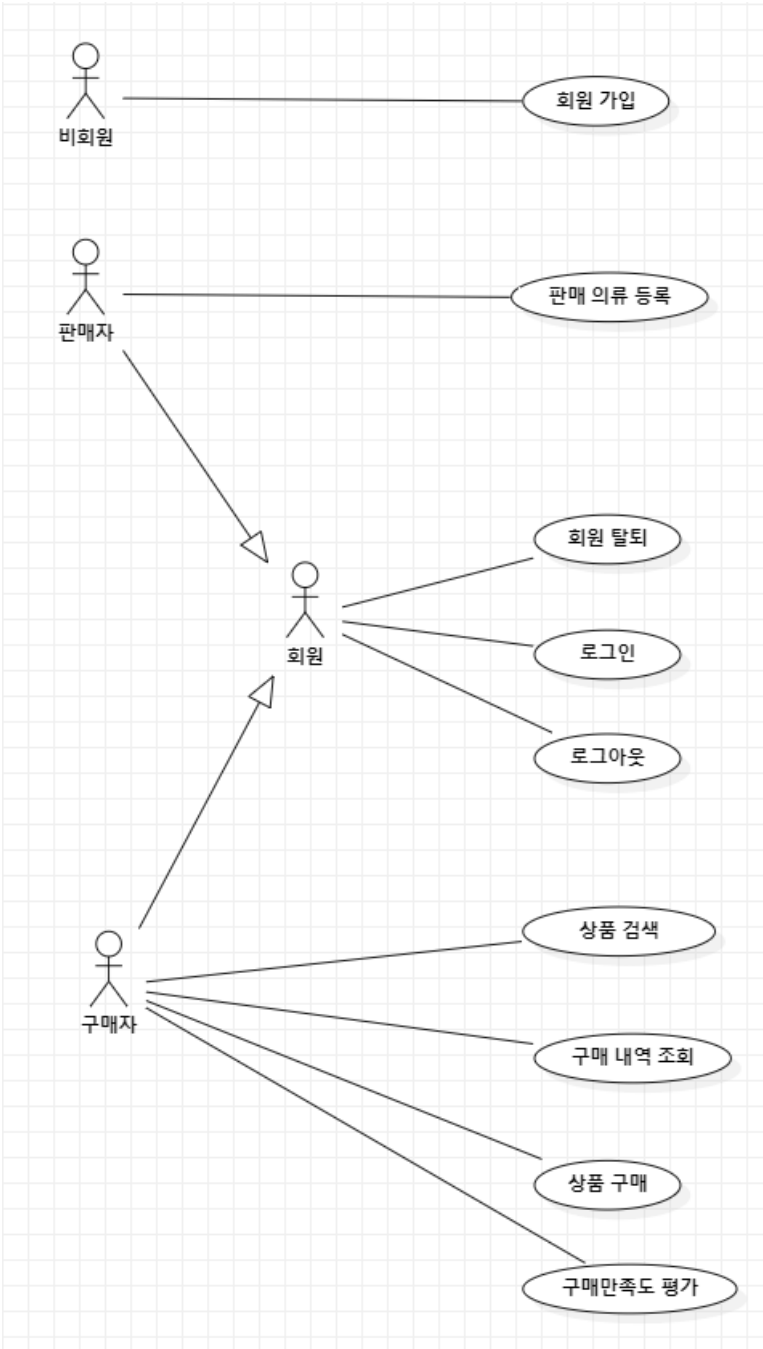 비회원
회원 가입
판매자
판매 의류 등록
회원 탈퇴
회원
로그인
로그아웃
구매자
상품 검색
구매 내역 조회
상품 구매
구매만족도 평가